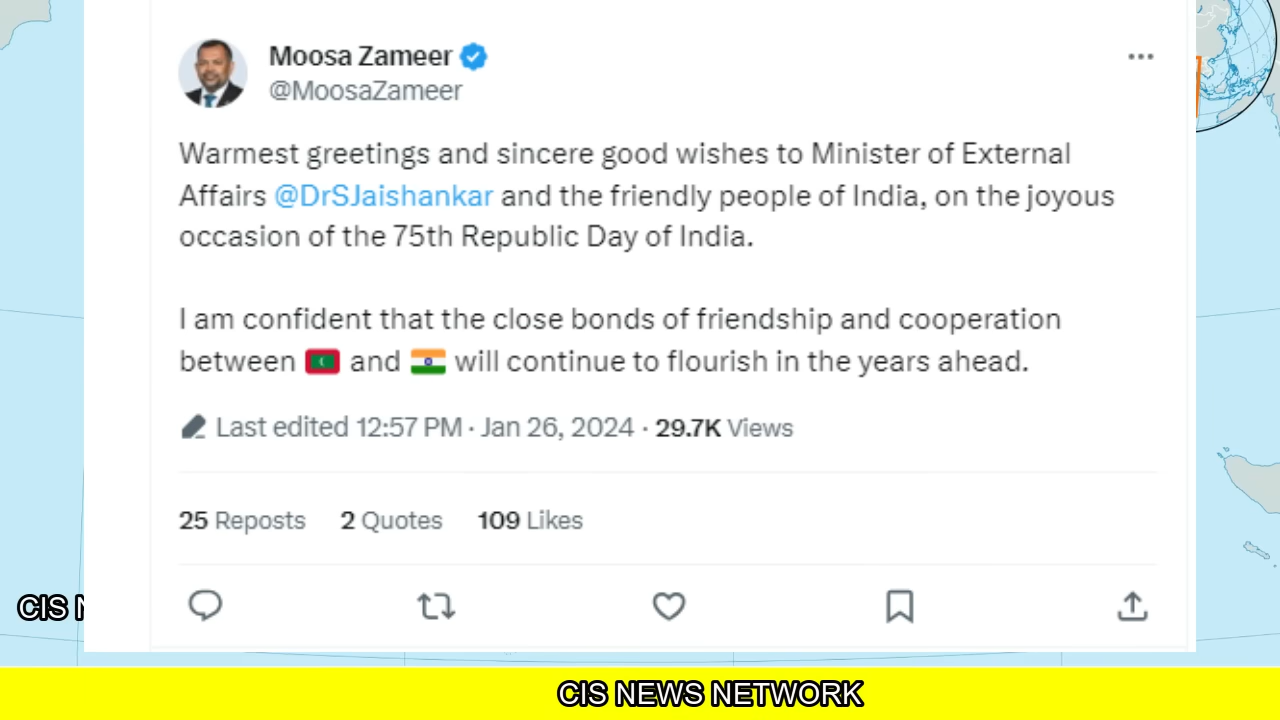 Moosa Zameer
@MoosaZameer
Warmest greetings and sincere good wishes to Minister of External
Affairs @DrSJaishankar and the friendly people of India, on the joyous
occasion of the 75th Republic Day of India.
I am confident that the close bonds of friendship and cooperation
between 🇲🇻 and 🇮🇳 will continue to flourish in the years ahead.
Last edited 12:57 PM · Jan 26, 2024 · 29.7K Views
25 Reposts 2 Quotes 109 Likes
CIS N
CIS NEWS NETWORK